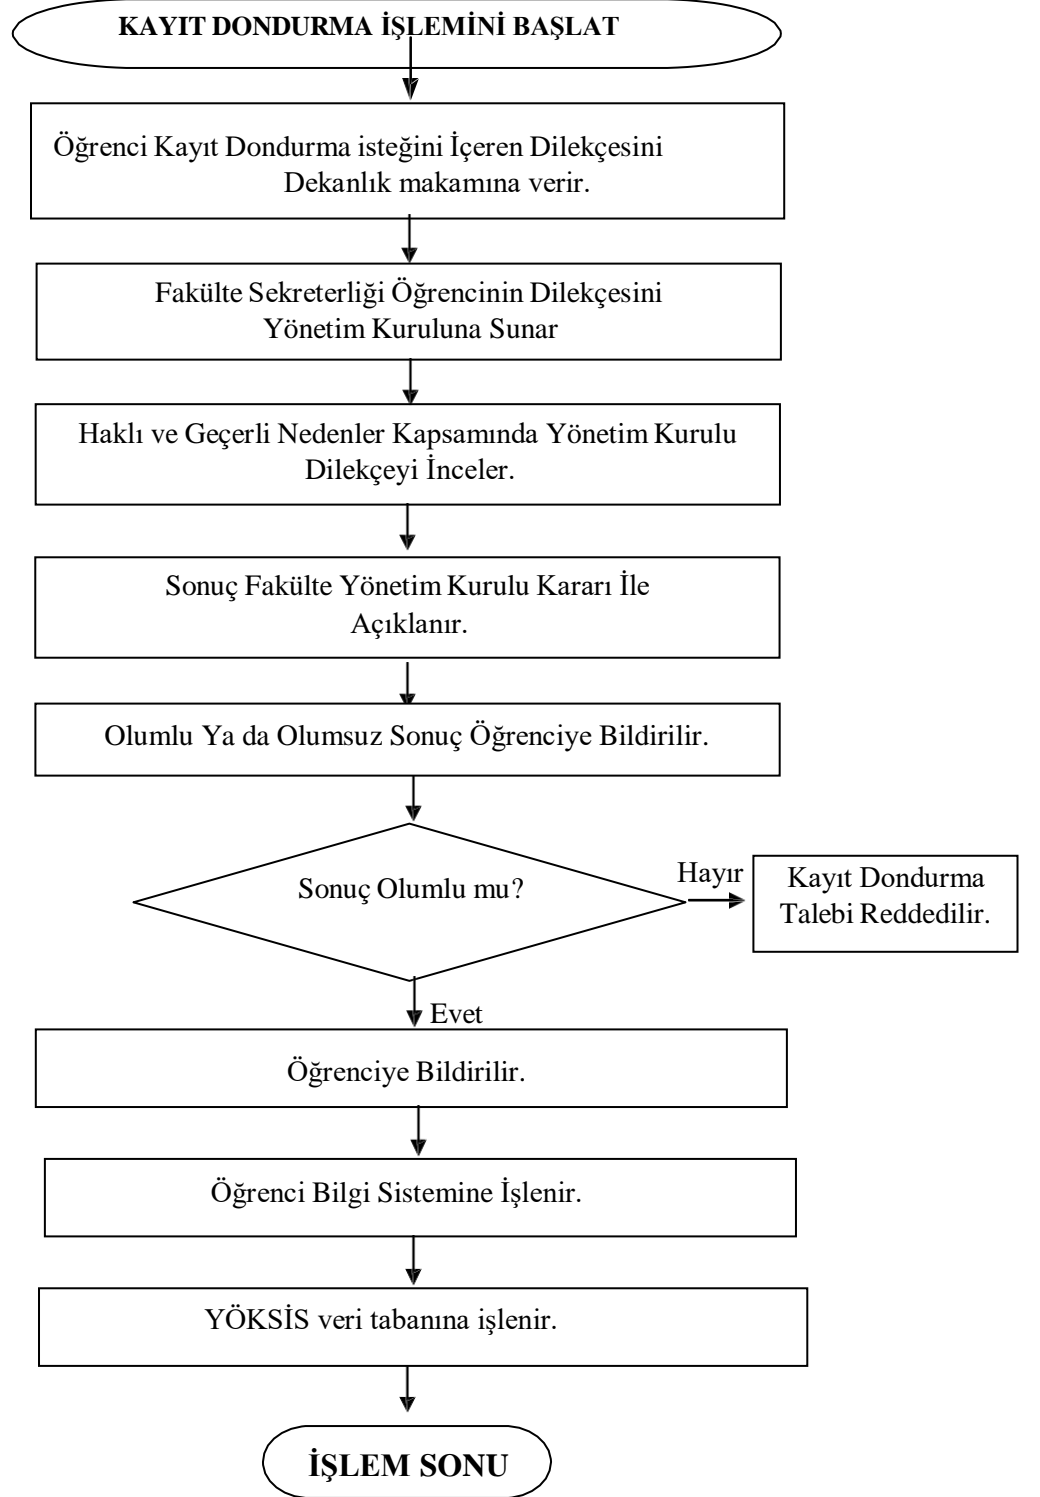 KAYIT DONDURMA İŞLEMİNİ BAŞLAT
Öğrenci Kayıt Dondurma isteğini İçeren Dilekçesini
Dekanlık makamına verir.
Fakülte Sekreterliği Öğrencinin Dilekçesini
Yönetim Kuruluna Sunar
Haklı ve Geçerli Nedenler Kapsamında Yönetim Kurulu
Dilekçeyi İnceler.
Sonuç Fakülte Yönetim Kurulu Kararı İle
Açıklanır.
Olumlu Ya da Olumsuz Sonuç Öğrenciye Bildirilir.
Sonuç Olumlu mu?
Hayır
Kayıt Dondurma
Talebi Reddedilir.
Evet
Öğrenciye Bildirilir.
Öğrenci Bilgi Sistemine İşlenir.
YÖKSİS veri tabanına işlenir.
İŞLEM SONU